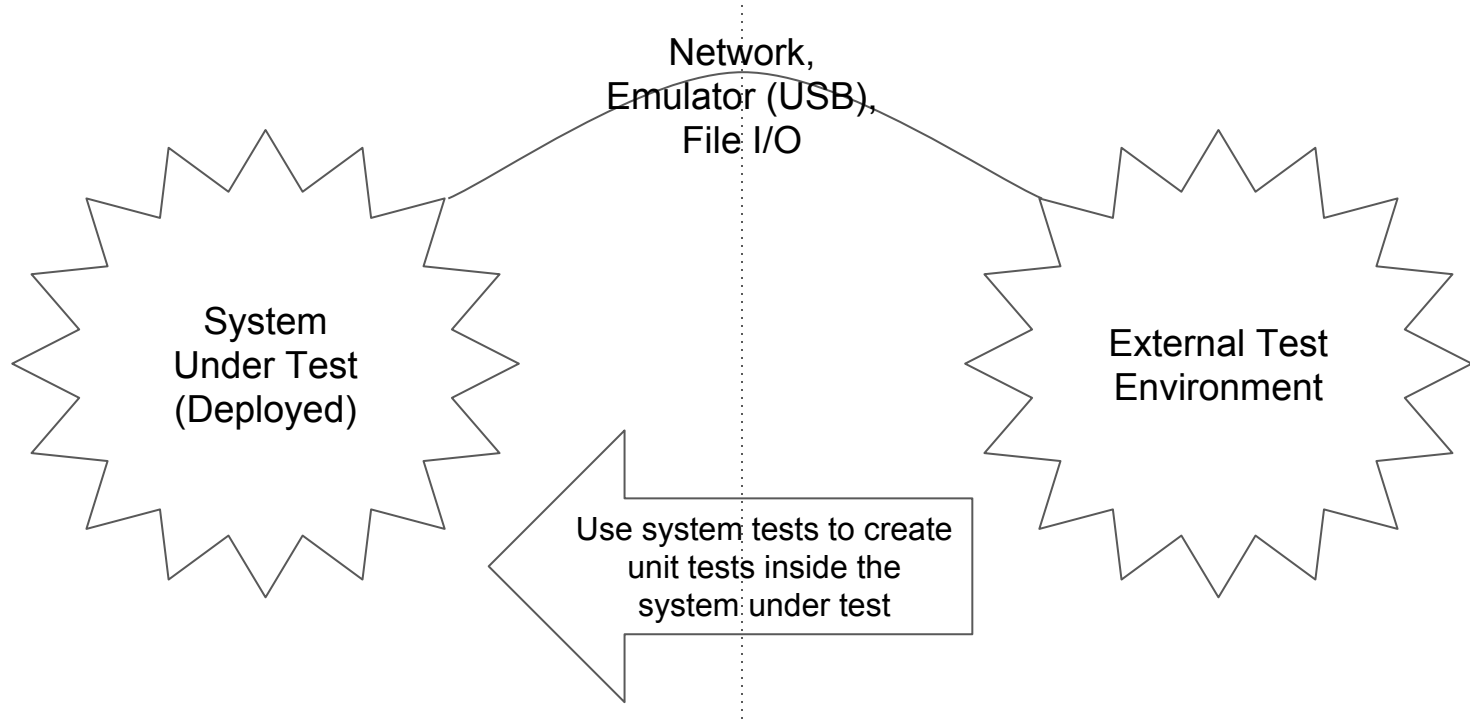 Network,
Emulator (USB),
File I/O
System
Under Test
(Deployed)
External Test
Environment
Use system tests to create
unit tests inside the
system under test